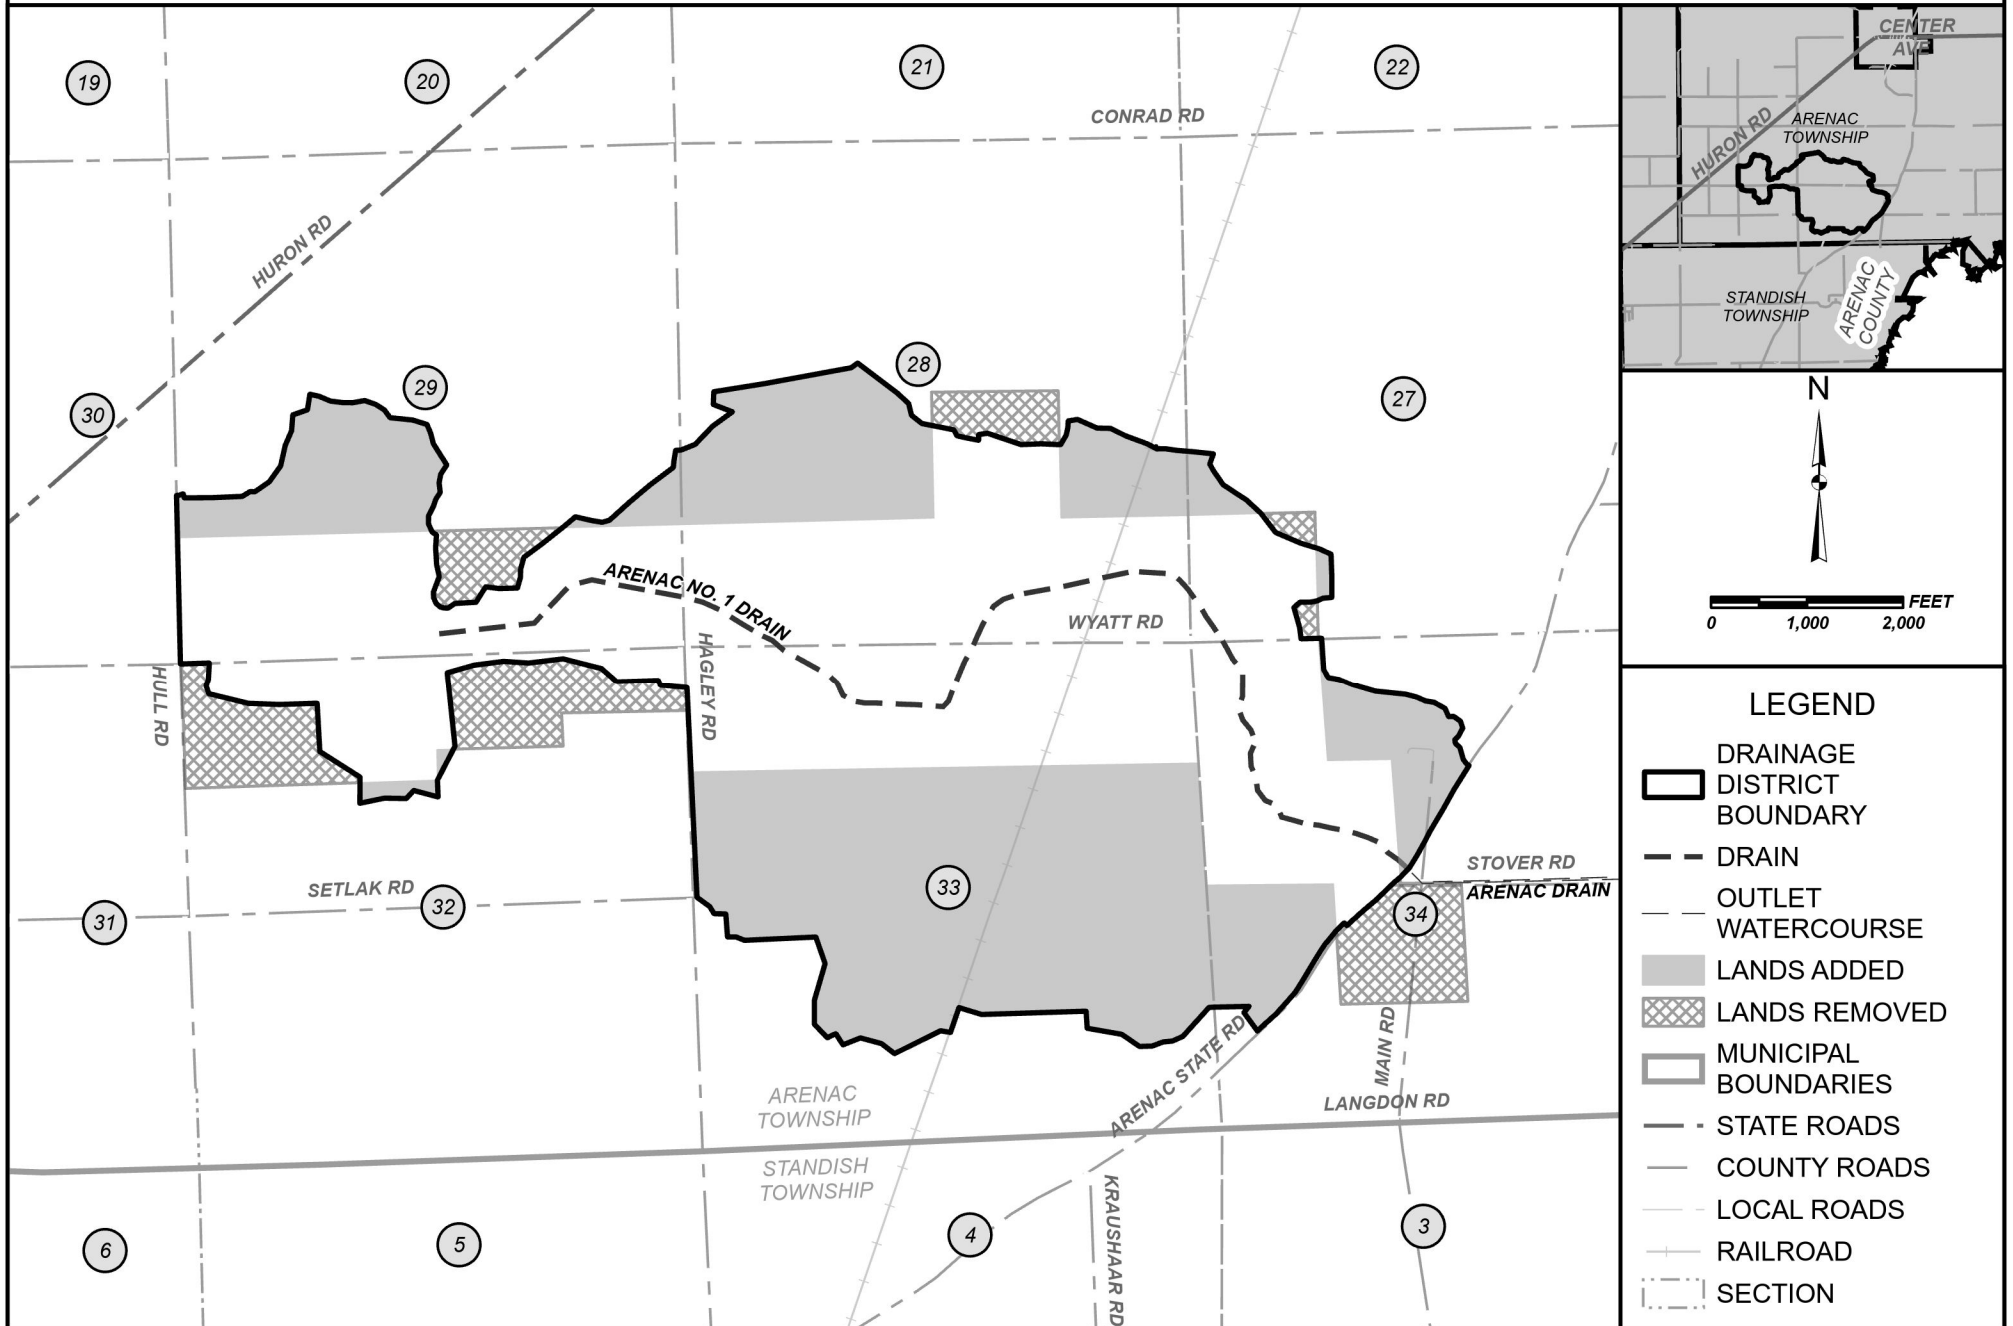 19
20
21
22
CONRAD RD
HURON RD
30
29
28
27
ARENAC NO. 1 DRAIN
WYATT RD
HULL RD
HAGLEY RD
SETLAK RD
31
32
33
34
STOVER RD
ARENAC DRAIN
ARENAC STATE RD
MAIN RD
LANGDON RD
ARENAC
TOWNSHIP
STANDISH
TOWNSHIP
KRAUSHAAR RD
6
5
4
3
CENTER
AVE
HURON RD
ARENAC
TOWNSHIP
STANDISH
TOWNSHIP
ARENAC
COUNTY
N
FEET
0 1,000 2,000
LEGEND
DRAINAGE
DISTRICT
BOUNDARY
DRAIN
OUTLET
WATERCOURSE
LANDS ADDED
LANDS REMOVED
MUNICIPAL
BOUNDARIES
STATE ROADS
COUNTY ROADS
LOCAL ROADS
RAILROAD
SECTION